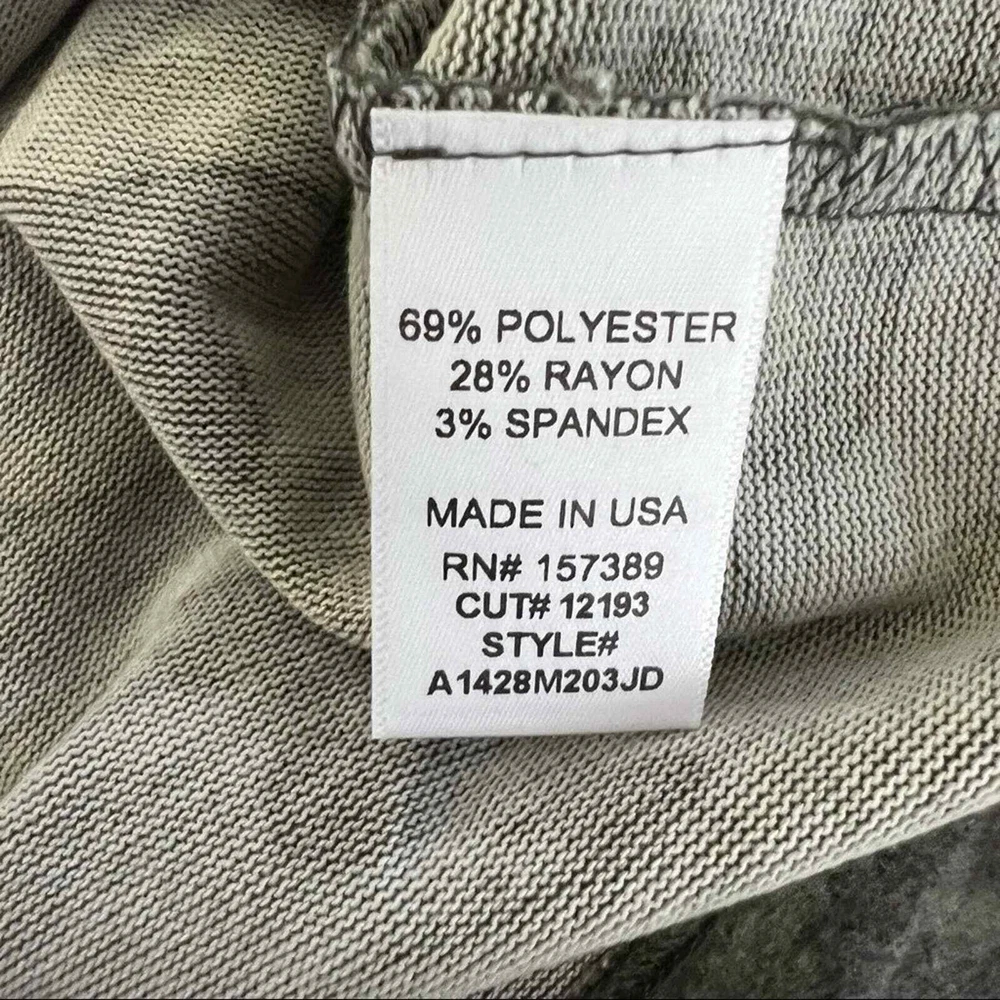 69% POLYESTER
28% RAYON
3% SPANDEX
MADE IN USA
RN# 157389
CUT# 12193
STYLE#
A1428M203JD